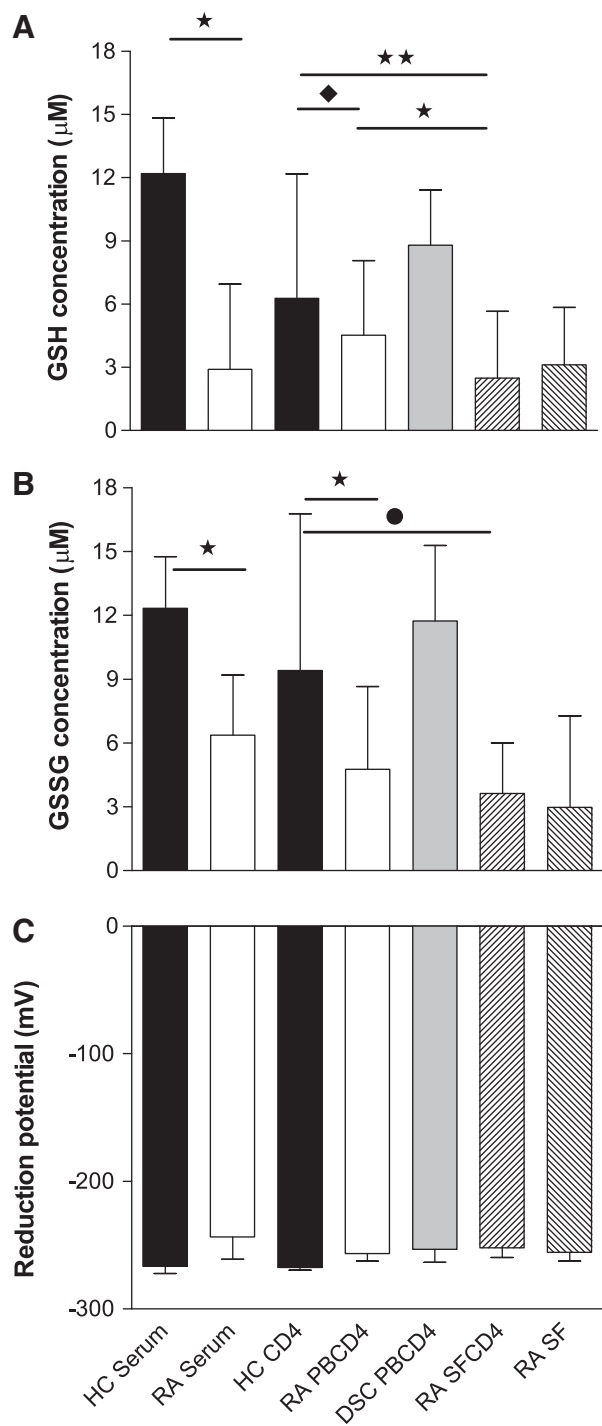 A
GSH concentration (μM)
18
15
12
9
6
3
0
B
GSSG concentration (μM)
18
15
12
9
6
3
0
C
Reduction potential (mV)
0
-100
-200
-300
HC Serum
RA Serum
HC CD4
RA PBCD4
DSC PBCD4
RA SFCD4
RA SF